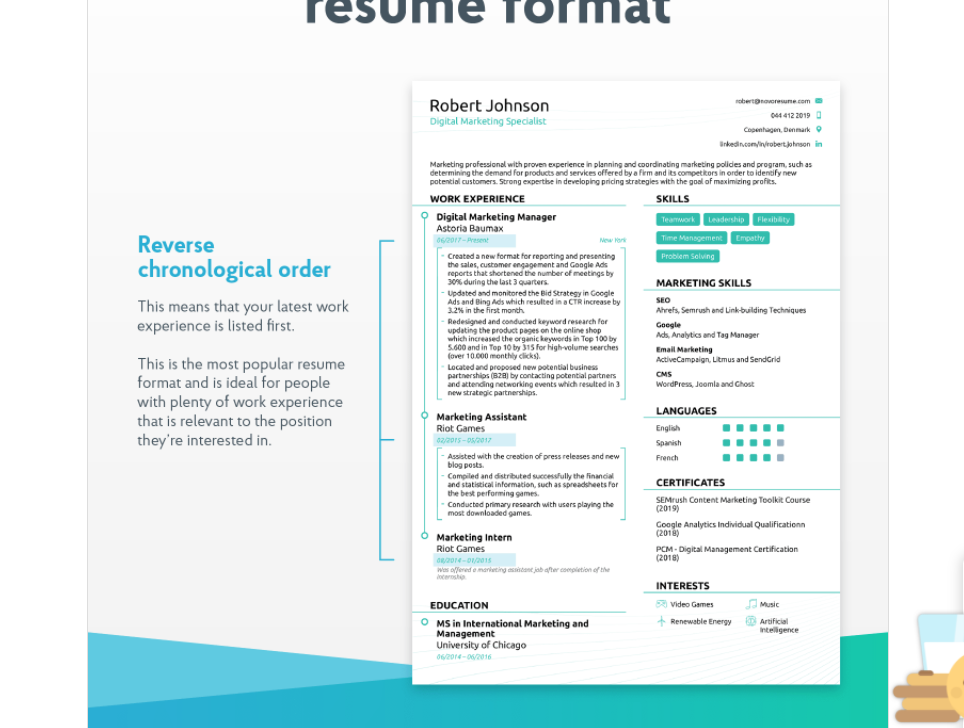 resume format
Reverse
chronological order
This means that your latest work
experience is listed first.
This is the most popular resume
format and is ideal for people
with plenty of work experience
that is relevant to the position
they're interested in.
Robert Johnson
Digital Marketing Specialist
robert@novoresume.com
044 412 2019
Copenhagen, Denmark
linkedin.com/in/robert.johnson
in
Marketing professional with proven experience in planning and coordinating marketing policies and program, such as
determining the demand for products and services offered by a firm and its competitors in order to identify new
potential customers. Strong expertise in developing pricing strategies with the goal of maximizing profits.
WORK EXPERIENCE
Digital Marketing Manager
Astoria Baumax
06/2017 - Present
New York
- Created a new format for reporting and presenting
the sales, customer engagement and Google Ads
reports that shortened the number of meetings by
30% during the last 3 quarters.
- Updated and monitored the Bid Strategy in Google
Ads and Bing Ads which resulted in a CTR increase by
3.2% in the first month.
- Redesigned and conducted keyword research for
updating the product pages on the online shop
which increased the organic keywords in Top 100 by
5.600 and in Top 10 by 315 for high-volume searches
(over 10.000 monthly clicks).
- Located and proposed new potential business
partnerships (B2B) by contacting potential partners
and attending networking events which resulted in 3
new strategic partnerships.
Marketing Assistant
Riot Games
02/2015 - 05/2017
- Assisted with the creation of press releases and new
blog posts.
- Compiled and distributed successfully the financial
and statistical information, such as spreadsheets for
the best performing games.
- Conducted primary research with users playing the
most downloaded games.
Marketing Intern
Riot Games
08/2014 - 01/2015
Was offered a marketing assistant job after completion of the
internship.
EDUCATION
MS in International Marketing and
Management
University of Chicago
06/2014 - 06/2016
SKILLS
Teamwork Leadership Flexibility
Time Management Empathy
Problem Solving
MARKETING SKILLS
SEO
Ahrefs, Semrush and Link-building Techniques
Google
Ads, Analytics and Tag Manager
Email Marketing
ActiveCampaign, Litmus and SendGrid
CMS
WordPress, Joomla and Ghost
LANGUAGES
English
Spanish
French
CERTIFICATES
SEMrush Content Marketing Toolkit Course
(2019)
Google Analytics Individual Qualificationn
(2018)
PCM - Digital Management Certification
(2018)
INTERESTS
Video Games Music
Renewable Energy Artificial
Intelligence